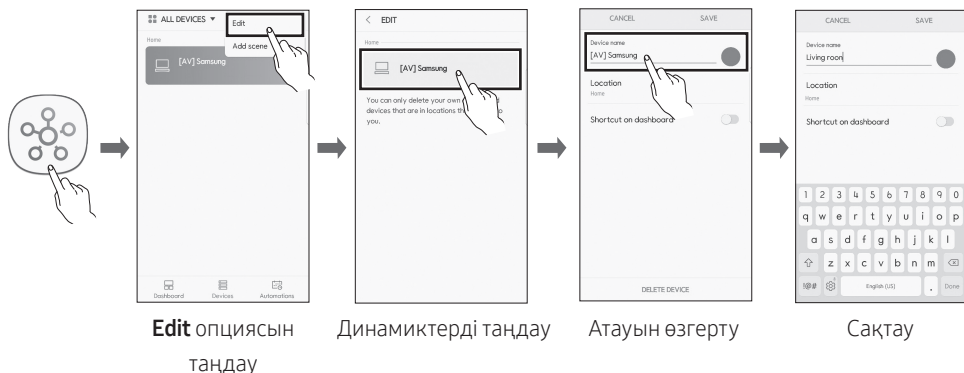 ALL DEVICES ▼
Edit
Home
Add scene
[AV] Samsung
Dashboard Devices Automations
Edit опциясын
таңдау
EDIT
Home
[AV] Samsung
You can only delete your own
devices that are in locations
you.
Динамиктерді таңдау
CANCEL SAVE
Device name
[AV] Samsung
Location
Home
Shortcut on dashboard
DELETE DEVICE
Атауын өзгерту
CANCEL SAVE
Device name
Living roon
Location
Home
Shortcut on dashboard
1 2 3 4 5 6 7 8 9 0
q w e r t y u i o p
a s d f g h j k l
z x c v b n m
!@# English (US) . Done
Сақтау